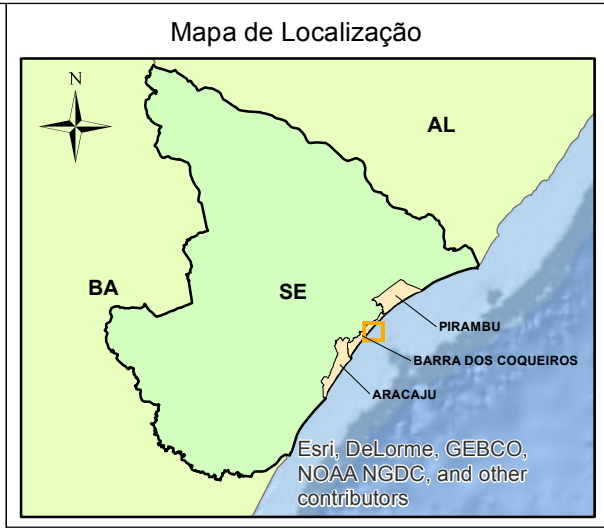 Mapa de Localização
N
AL
BA
SE
PIRAMBU
BARRA DOS COQUEIROS
ARACAJU
Esri, DeLorme, GEBCO,
NOAA NGDC, and other
contributors